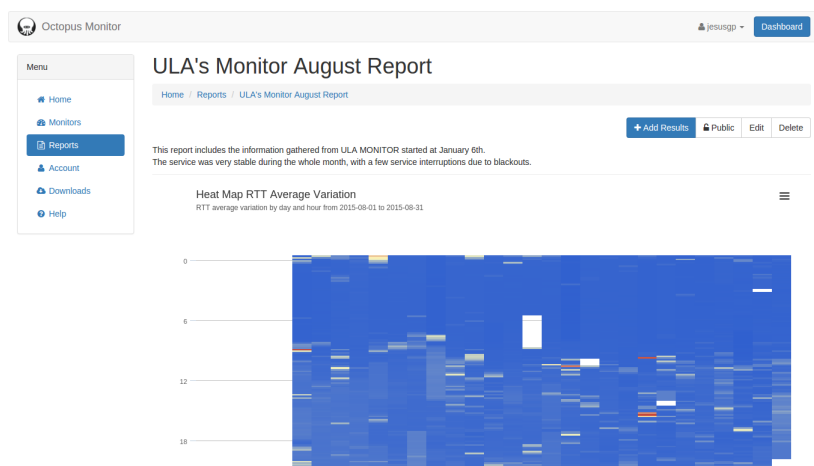 Octopus Monitor
jesusgp
Dashboard
Menu
Home
Monitors
Reports
Account
Downloads
Help
ULA's Monitor August Report
Home / Reports / ULA's Monitor August Report
+ Add Results
Public
Edit
Delete
This report includes the information gathered from ULA MONITOR started at January 6th.
The service was very stable during the whole month, with a few service interruptions due to blackouts.
Heat Map RTT Average Variation
RTT average variation by day and hour from 2015-08-01 to 2015-08-31
0
6
12
18